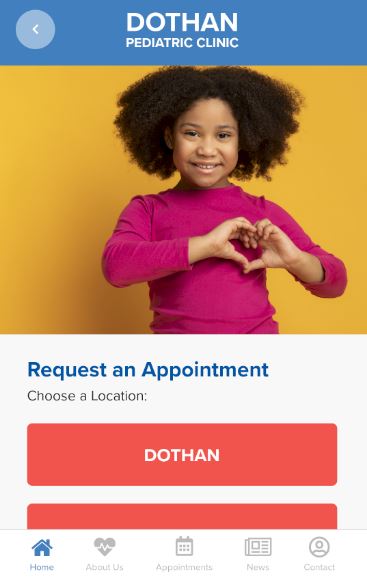 DOTHAN
PEDIATRIC CLINIC
Request an Appointment
Choose a Location:
DOTHAN
Home
About Us
Appointments
News
Contact